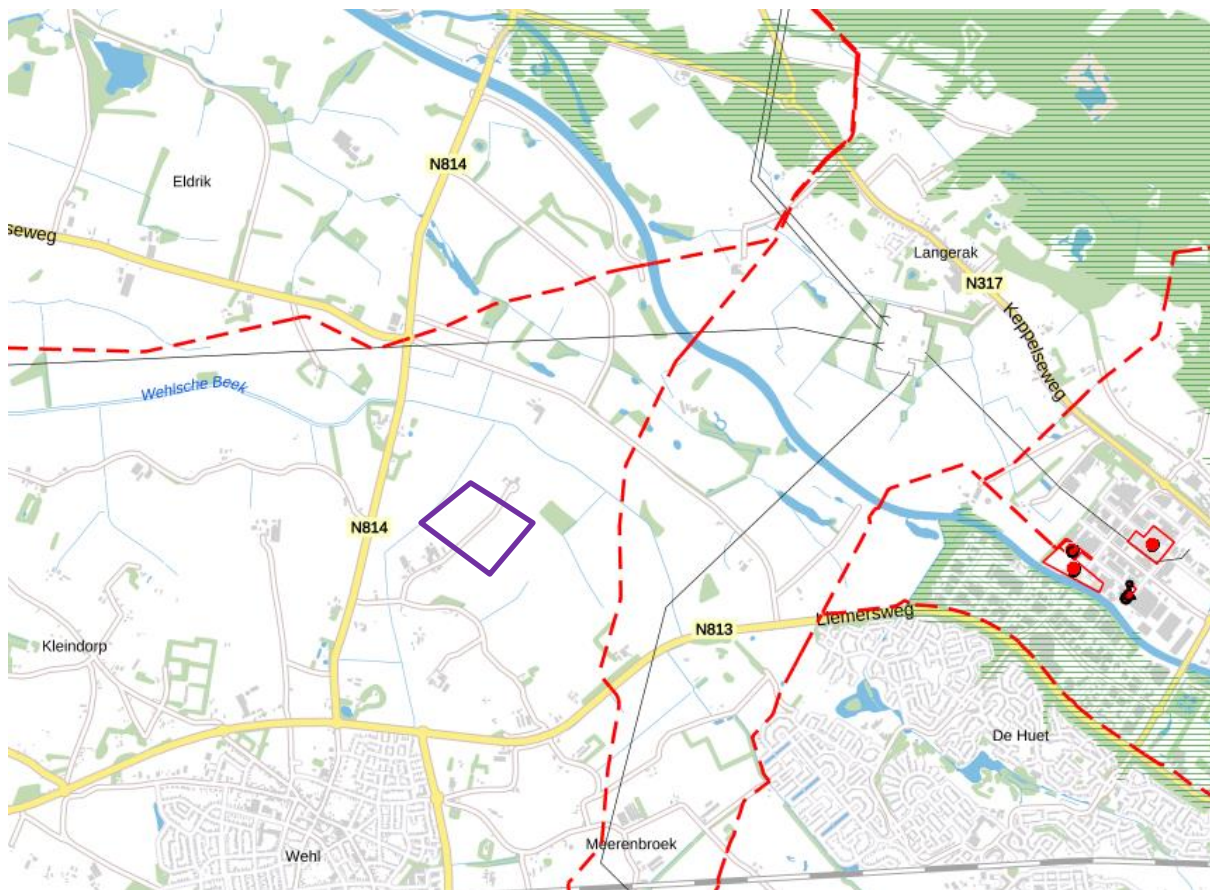 N814
Eldrik
seweg
Langerak
N317
Keppelseweg
Wehlsche Beek
N814
Liemersweg
N813
Kleindorp
De Huet
Meerenbroek
Wehl